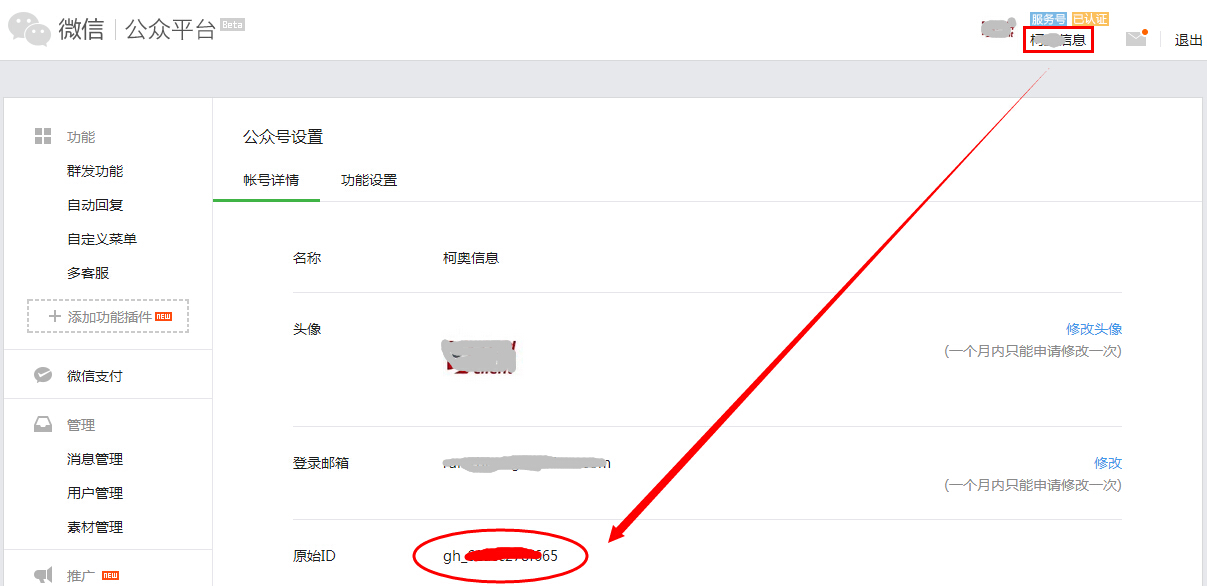 微信 公众平台 Beta
服务号 已认证
信息
退出
功能
群发功能
自动回复
自定义菜单
多客服
+ 添加功能插件 NEW
微信支付
管理
消息管理
用户管理
素材管理
推广 NEW
公众号设置
帐号详情 功能设置
名称 柯奥信息
头像 修改头像
(一个月内只能申请修改一次)
登录邮箱 修改
(一个月内只能申请修改一次)
原始ID gh_ 665